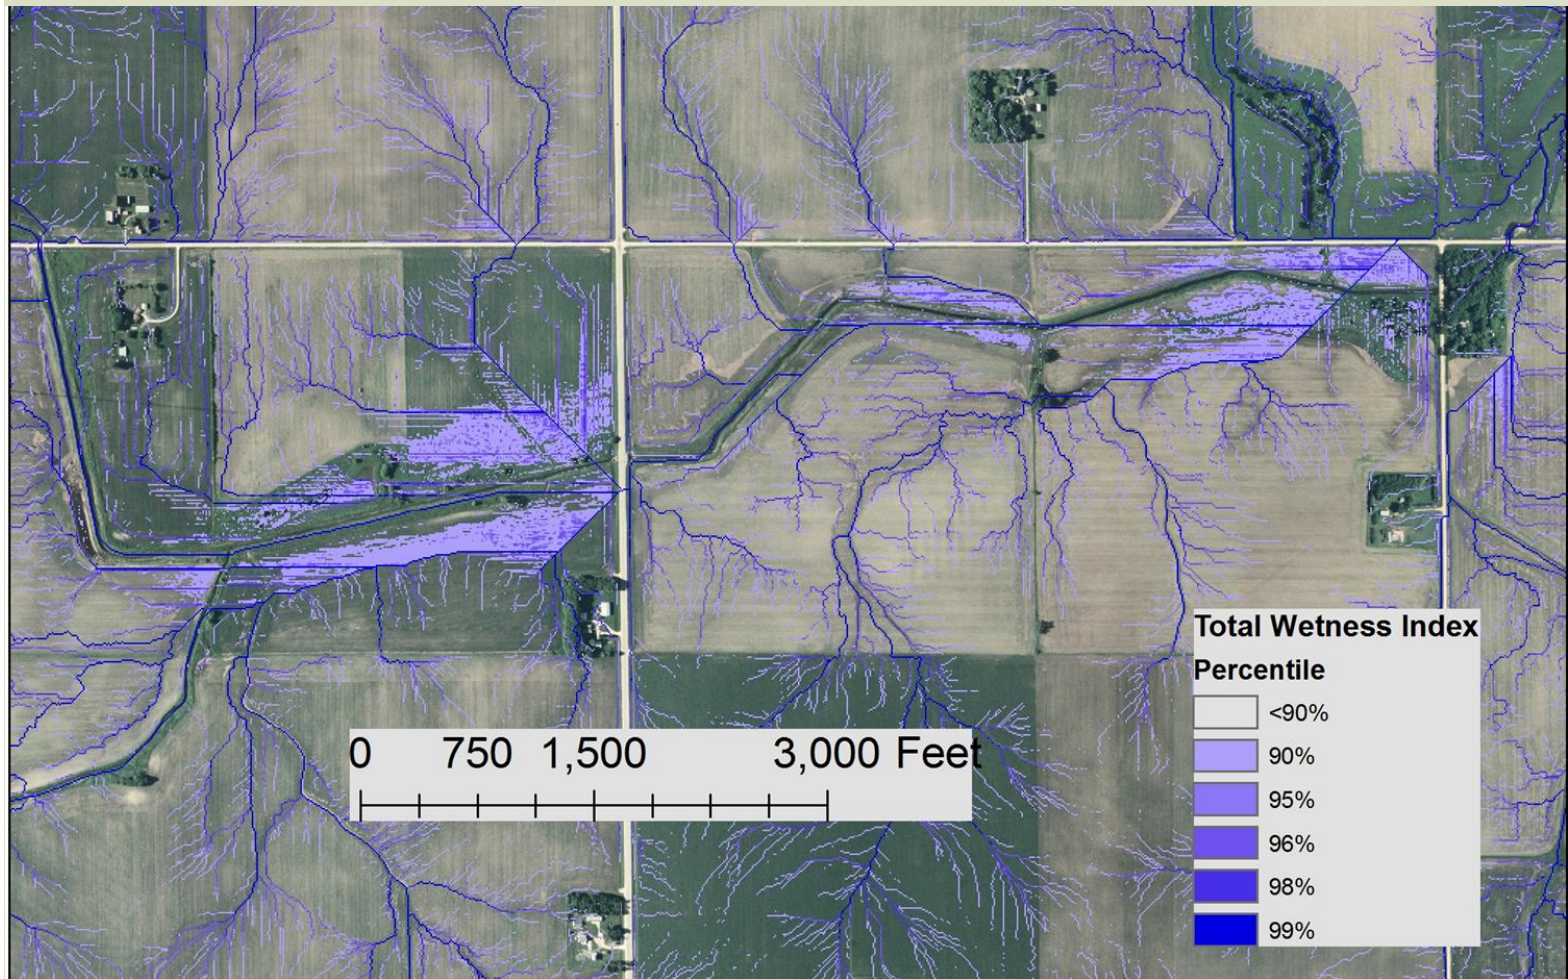 0 750 1,500 3,000 Feet
Total Wetness Index
Percentile
<90%
90%
95%
96%
98%
99%